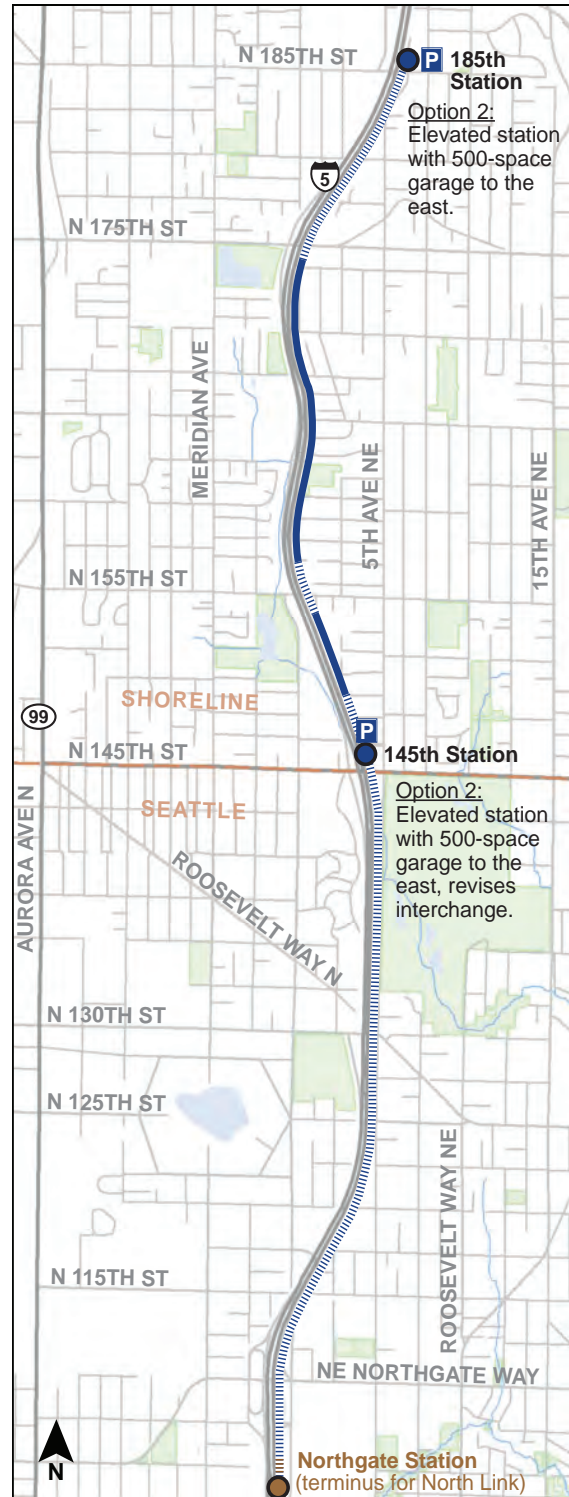 N 185TH ST
P
185th
Station
Option 2:
Elevated station
with 500-space
garage to the
east.
5
N 175TH ST
MERIDIAN AVE
5TH AVE NE
15TH AVE NE
N 155TH ST
SHORELINE
99
P
N 145TH ST
145th Station
SEATTLE
Option 2:
Elevated station
with 500-space
garage to the
east, revises
interchange.
AURORA AVE N
ROOSEVELT WAY N
N 130TH ST
N 125TH ST
ROOSEVELT WAY NE
N 115TH ST
NE NORTHGATE WAY
N
Northgate Station
(terminus for North Link)